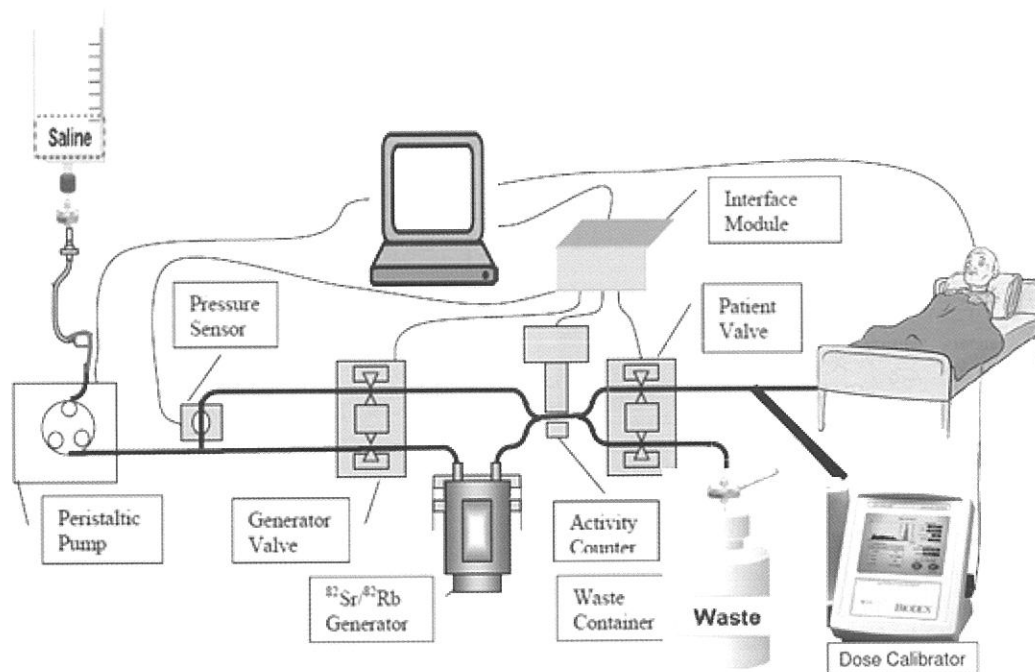 Saline
Interface
Module
Pressure
Sensor
Patient
Valve
Peristaltic
Pump
Generator
Valve
Activity
Counter
⁸²Sr/⁸²Rb
Generator
Waste
Container
Waste
BIODEX
Dose Calibrator